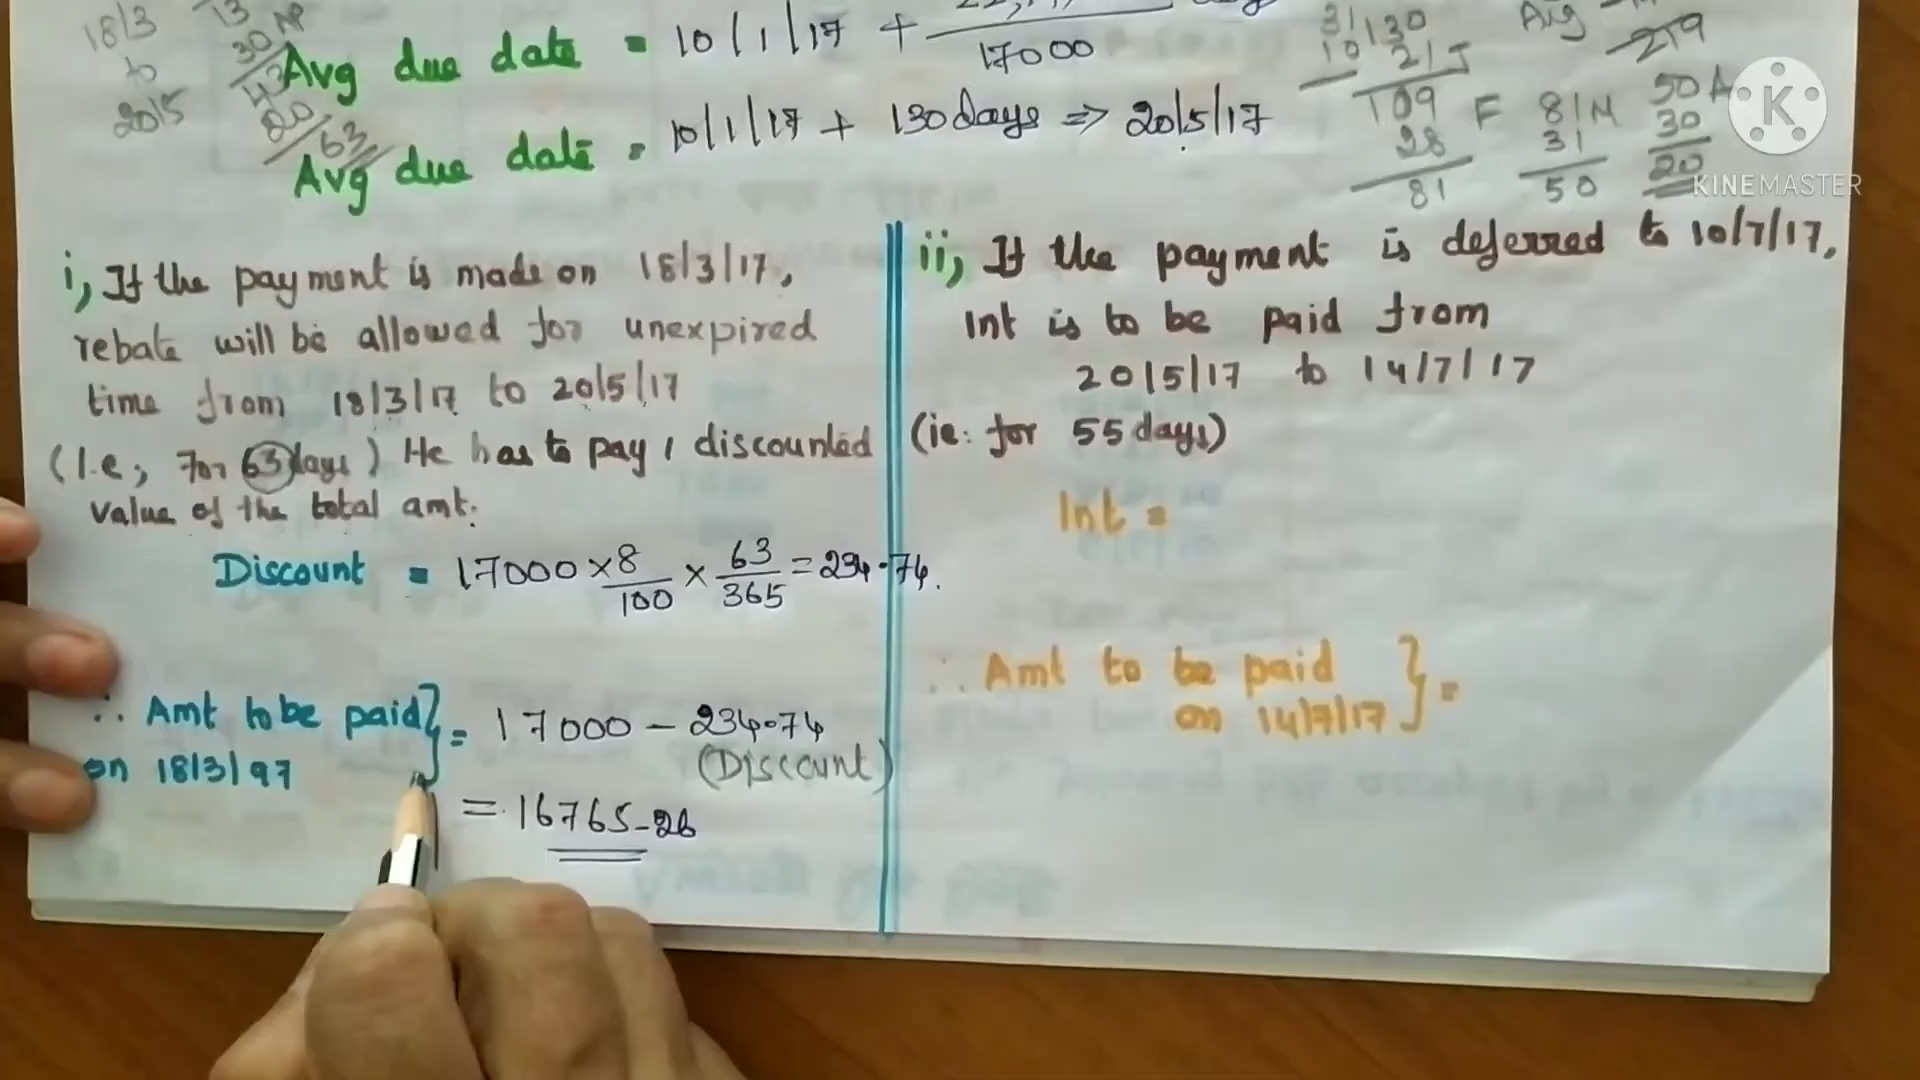 18/3
to
20/5
13
30 AP
43
20
63
Avg due date = 10/1/17 +
17000
Avg due date = 10/1/17 + 130 days => 20/5/17
31 130
10 21 J
109
28 F
81
81 M
31
50
50 A
30
20
219
K
KINEMASTER
i, If the payment is made on 18/3/17,
rebate will be allowed for unexpired
time from 18/3/17 to 20/5/17
(I.e; For 63 days) He has to pay, discounted
value of the total amt.
Discount = 17000 × 8/100 × 63/365 = 234.74.
∴ Amt to be paid
on 18/3/97 } = 17000 - 234.74
(Discount)
= 16765-26
ii, If the payment is deferred to 10/7/17,
Int is to be paid from
20/5/17 to 14/7/17
(ie: for 55 days)
Int =
∴ Amt to be paid
on 14/7/17 } =